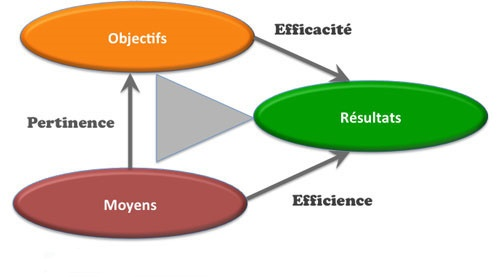 Objectifs
Efficacité
Résultats
Pertinence
Moyens
Efficience